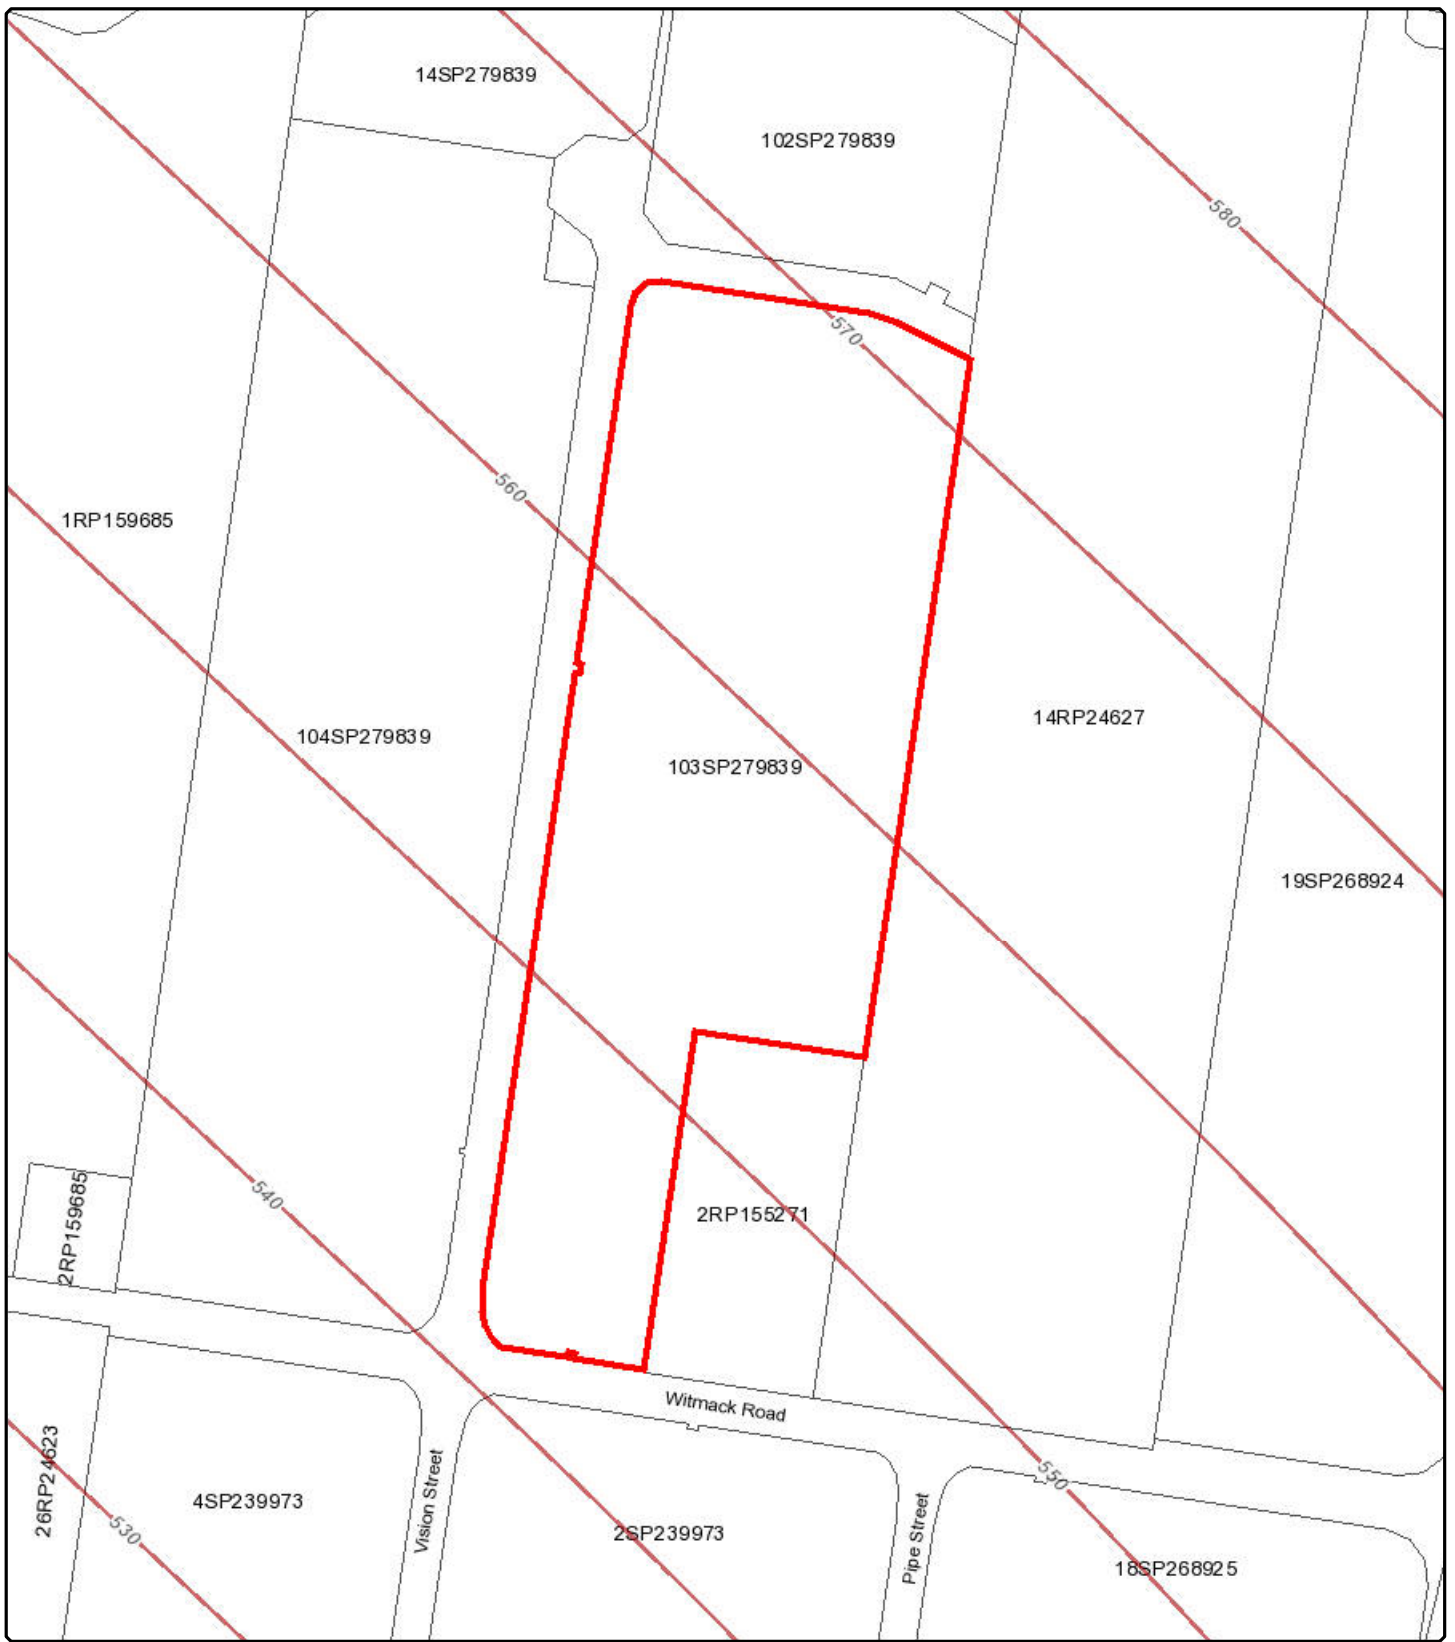 14SP279839
102SP279839
580
570
560
1RP159685
14RP24627
104SP279839
103SP279839
19SP268924
540
2RP159685
2RP155271
Witmack Road
550
26RP24623
4SP239973
Vision Street
530
2SP239973
Pipe Street
18SP268925